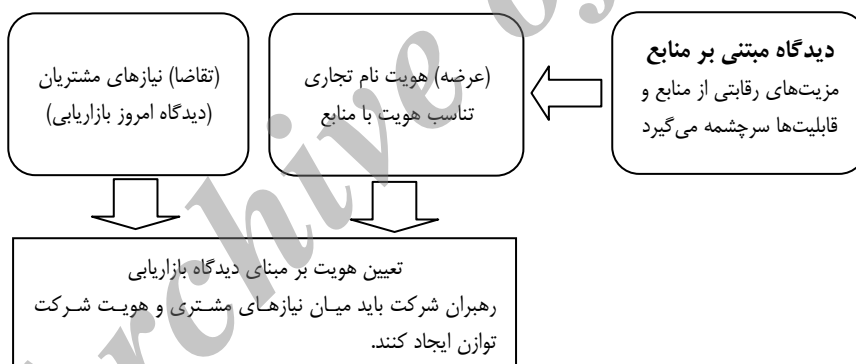 دیدگاه مبتنی بر منابع
مزیت‌های رقابتی از منابع و
قابلیت‌ها سرچشمه می‌گیرد
(عرضه) هویت نام تجاری
تناسب هویت با منابع
(تقاضا) نیازهای مشتریان
(دیدگاه امروز بازاریابی)
تعیین هویت بر مبنای دیدگاه بازاریابی
رهبران شرکت باید میان نیازهای مشتری و هویت شرکت
توازن ایجاد کنند.
Archive of